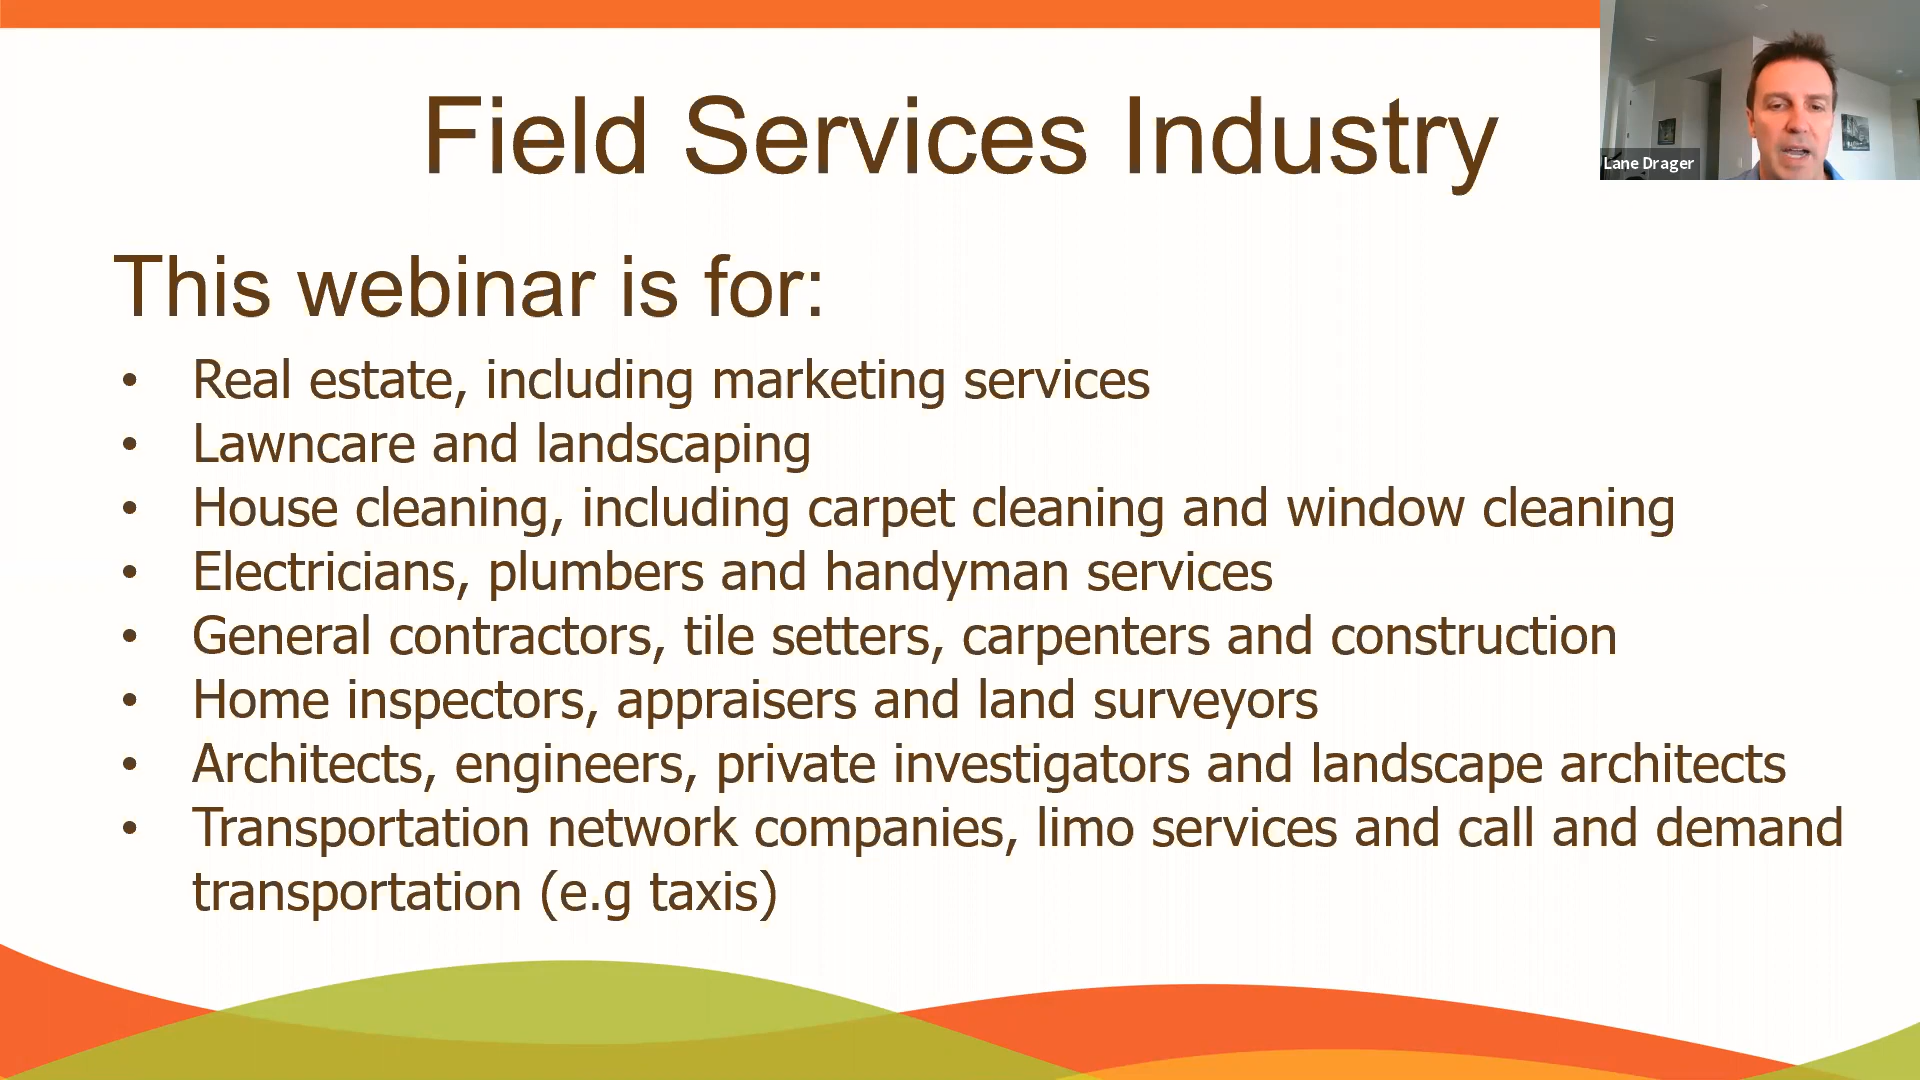 Field Services Industry
Lane Drager
This webinar is for:
• Real estate, including marketing services
• Lawncare and landscaping
• House cleaning, including carpet cleaning and window cleaning
• Electricians, plumbers and handyman services
• General contractors, tile setters, carpenters and construction
• Home inspectors, appraisers and land surveyors
• Architects, engineers, private investigators and landscape architects
• Transportation network companies, limo services and call and demand
transportation (e.g taxis)